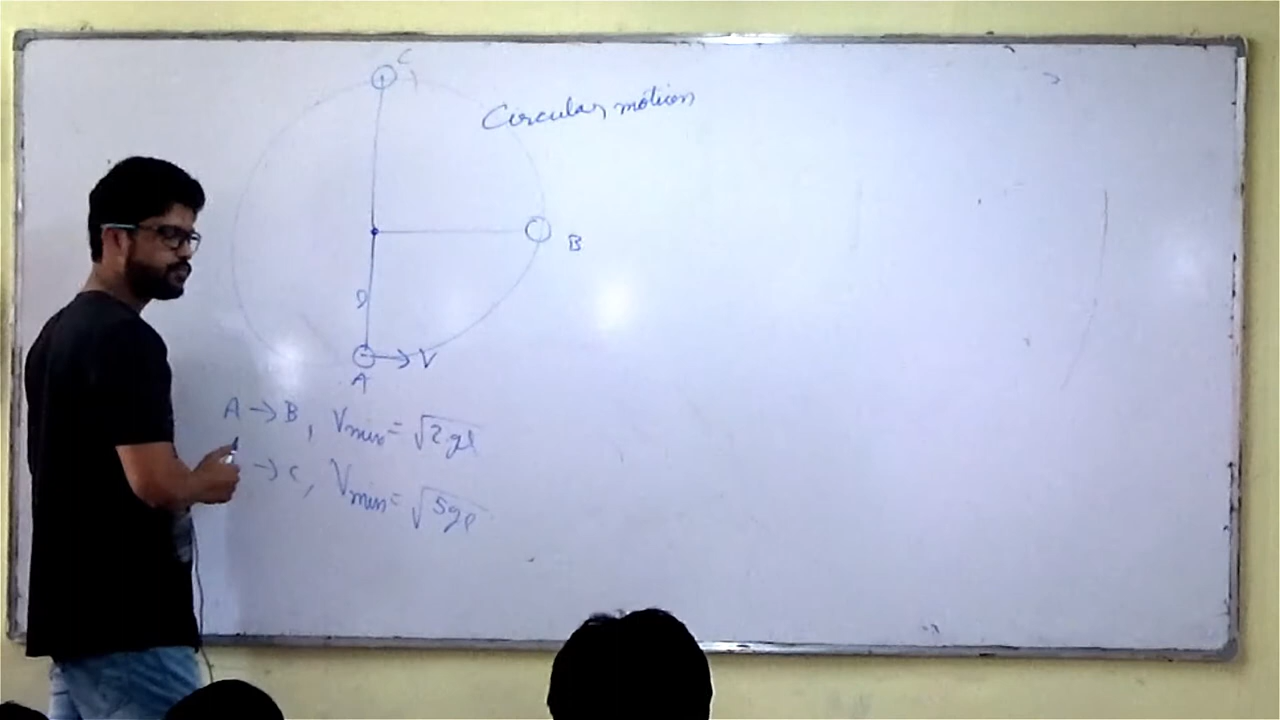 C
Circular motion
B
l
V
A
A → B, Vmin = √2gl
→ C, Vmin = √5gl